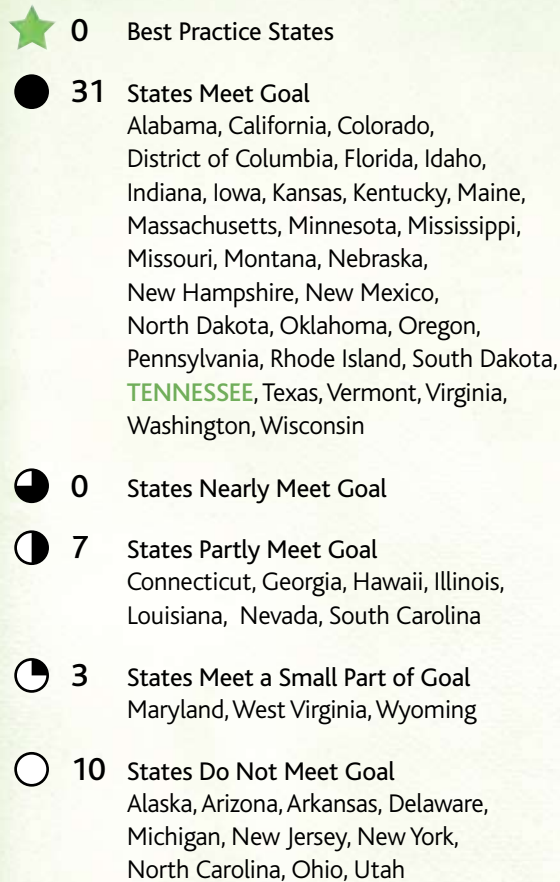 0 Best Practice States
31 States Meet Goal
Alabama, California, Colorado,
District of Columbia, Florida, Idaho,
Indiana, Iowa, Kansas, Kentucky, Maine,
Massachusetts, Minnesota, Mississippi,
Missouri, Montana, Nebraska,
New Hampshire, New Mexico,
North Dakota, Oklahoma, Oregon,
Pennsylvania, Rhode Island, South Dakota,
TENNESSEE, Texas, Vermont, Virginia,
Washington, Wisconsin
0 States Nearly Meet Goal
7 States Partly Meet Goal
Connecticut, Georgia, Hawaii, Illinois,
Louisiana, Nevada, South Carolina
3 States Meet a Small Part of Goal
Maryland, West Virginia, Wyoming
10 States Do Not Meet Goal
Alaska, Arizona, Arkansas, Delaware,
Michigan, New Jersey, New York,
North Carolina, Ohio, Utah